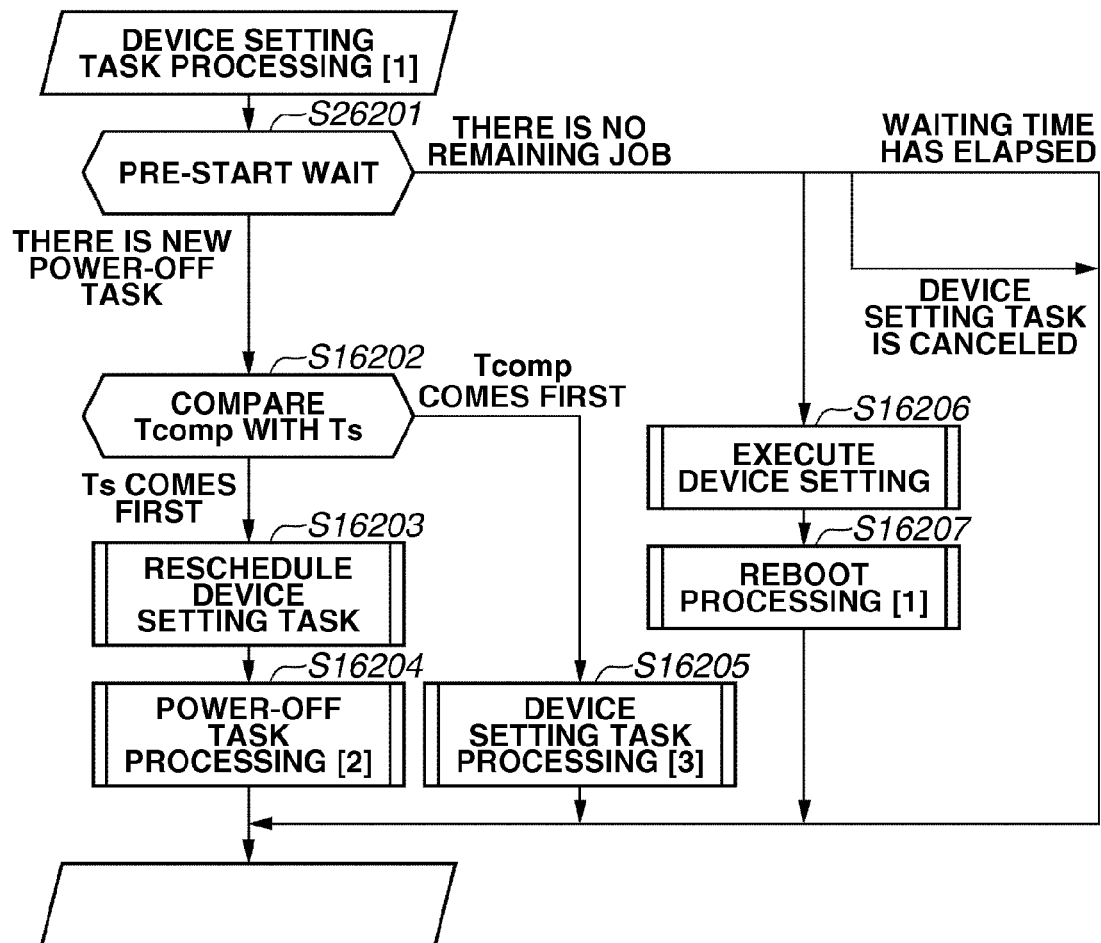 DEVICE SETTING
TASK PROCESSING [1]
S26201
PRE-START WAIT
THERE IS NO
REMAINING JOB
WAITING TIME
HAS ELAPSED
THERE IS NEW
POWER-OFF
TASK
DEVICE
SETTING TASK
IS CANCELED
S16202
COMPARE
Tcomp WITH Ts
Tcomp
COMES FIRST
Ts COMES
FIRST
S16206
EXECUTE
DEVICE SETTING
S16203
RESCHEDULE
DEVICE
SETTING TASK
S16207
REBOOT
PROCESSING [1]
S16204
POWER-OFF
TASK
PROCESSING [2]
S16205
DEVICE
SETTING TASK
PROCESSING [3]